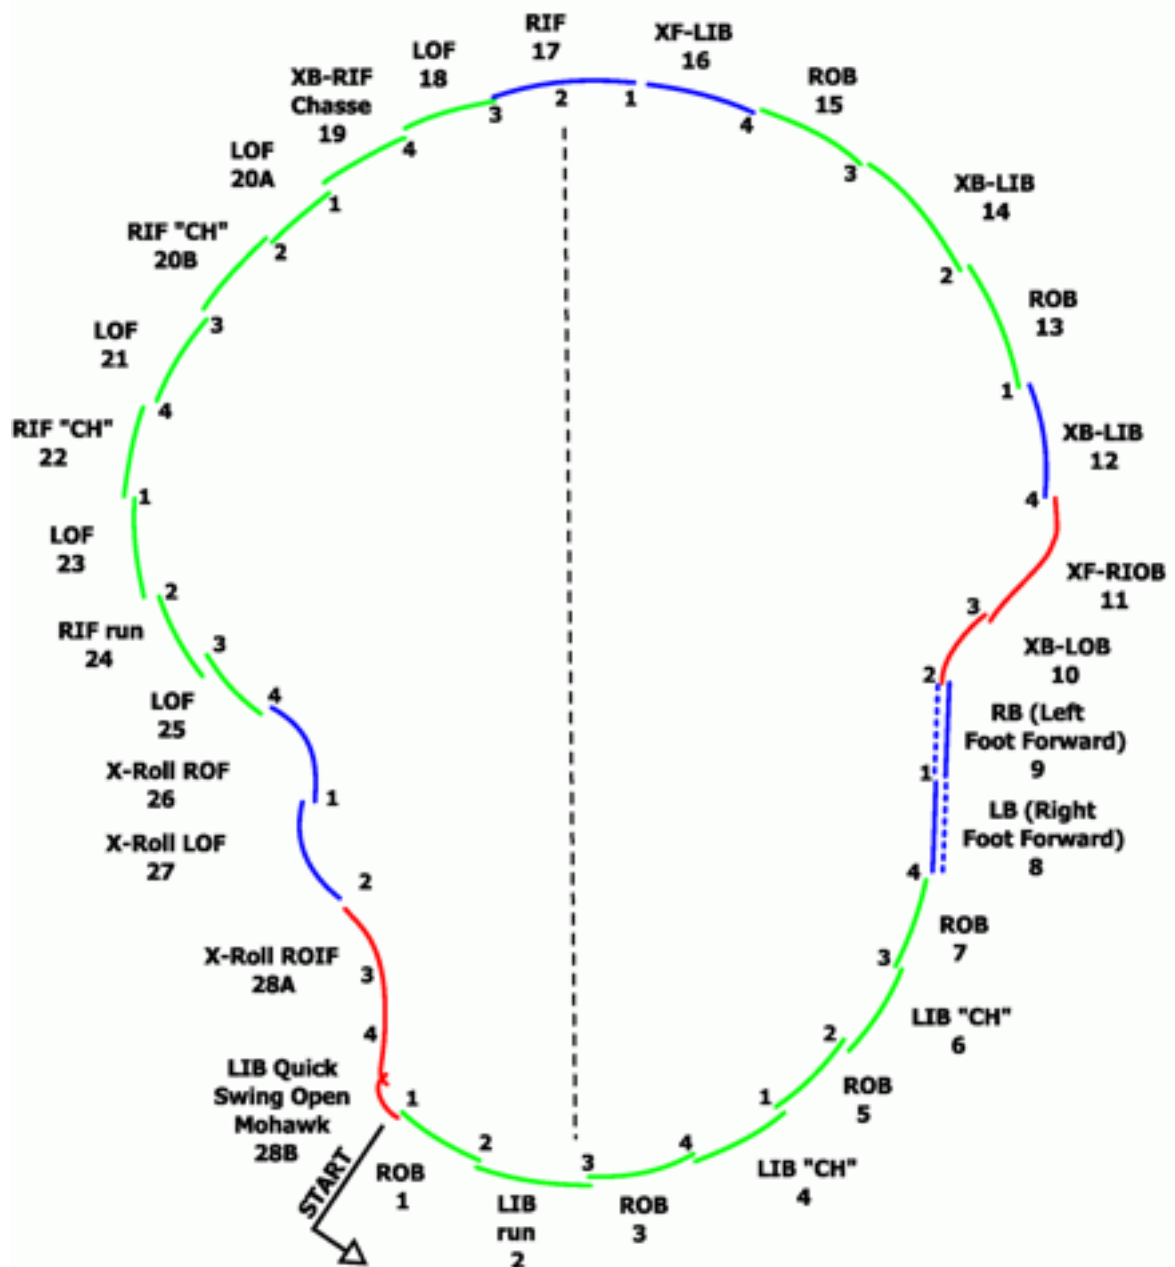 RIF
17
XF-LIB
16
LOF
18
XB-RIF
Chasse
19
ROB
15
2
1
3
4
4
3
LOF
20A
1
XB-LIB
14
RIF "CH"
20B
2
2
ROB
13
LOF
21
3
1
4
RIF "CH"
22
XB-LIB
12
1
4
LOF
23
XF-RIOB
11
2
3
RIF run
24
3
XB-LOB
10
2
LOF
25
4
RB (Left
Foot Forward)
9
X-Roll ROF
26
1
1
LB (Right
Foot Forward)
8
X-Roll LOF
27
2
4
ROB
7
X-Roll ROIF
28A
3
3
LIB "CH"
6
4
2
LIB Quick
Swing Open
Mohawk
28B
x
1
1
ROB
5
2
3
4
LIB "CH"
4
START
ROB
1
LIB
run
2
ROB
3